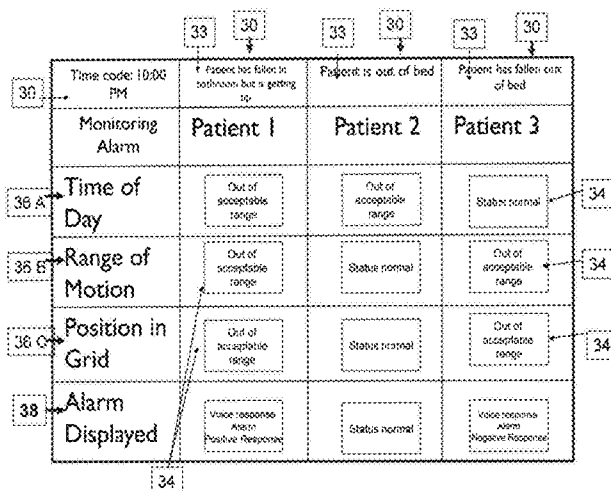 33
30
33
30
33
30
30
Time code: 10:00
PM
Patient has fallen in
bathroom but is getting
up
Patient is out of bed
Patient has fallen out
of bed
Monitoring
Alarm
Patient 1
Patient 2
Patient 3
36 A
Time of
Day
Out of
acceptable
range
Out of
acceptable
range
Status normal
34
36 B
Range of
Motion
Out of
acceptable
range
Status normal
Out of
acceptable
range
34
36 C
Position in
Grid
Out of
acceptable
range
Status normal
Out of
acceptable
range
34
38
Alarm
Displayed
Voice response
Alarm
Positive Response
Status normal
Voice response
Alarm
Negative Response
34